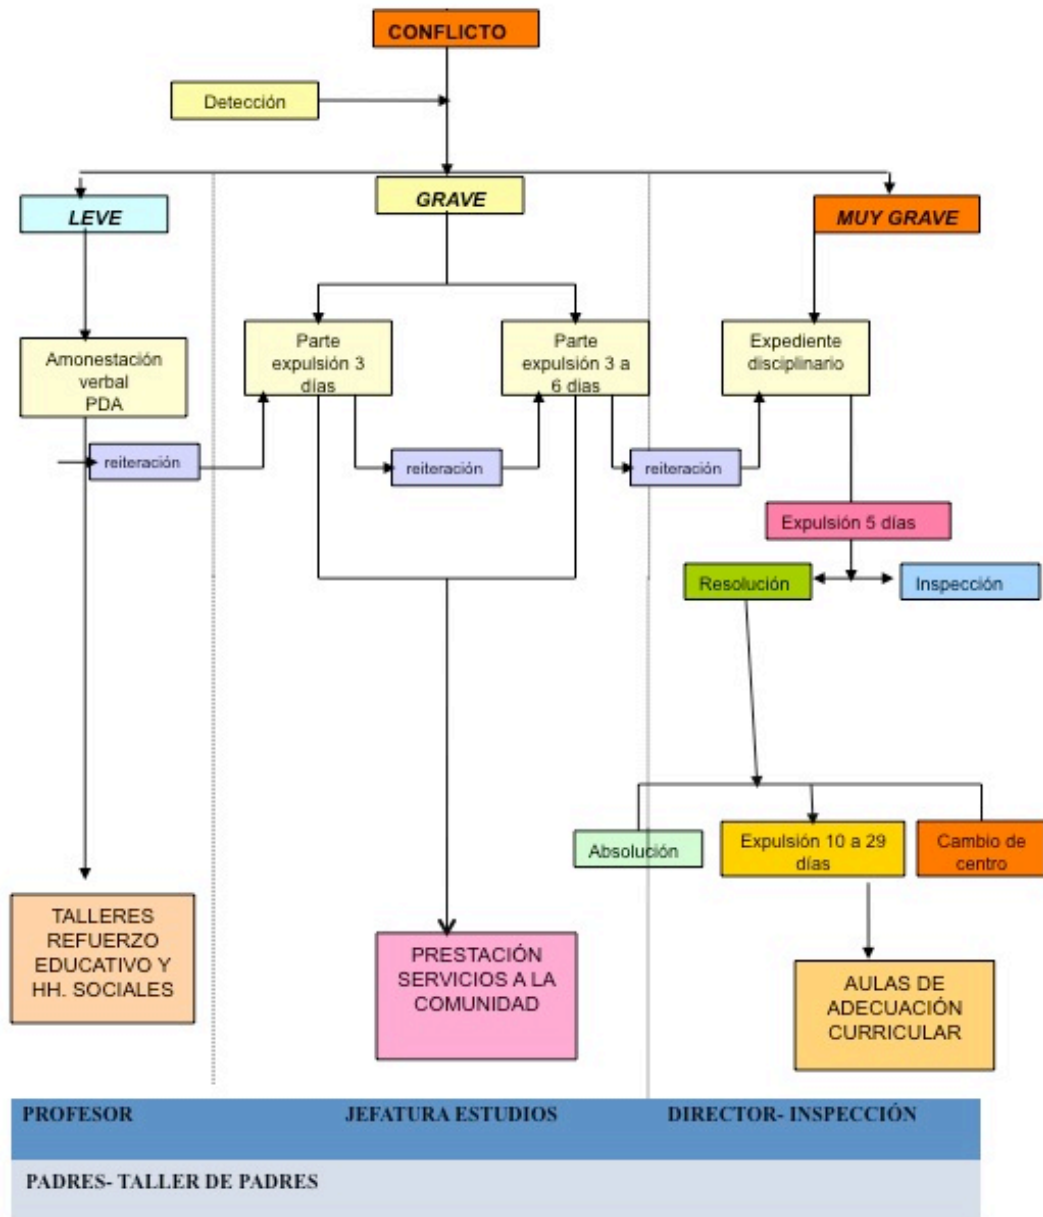 CONFLICTO
Detección
LEVE
GRAVE
MUY GRAVE
Amonestación
verbal
PDA
Parte
expulsión 3
días
Parte
expulsión 3 a
6 días
Expediente
disciplinario
reiteración
reiteración
reiteración
Expulsión 5 días
Resolución
Inspección
Absolución
Expulsión 10 a 29
días
Cambio de
centro
TALLERES
REFUERZO
EDUCATIVO Y
HH. SOCIALES
PRESTACIÓN
SERVICIOS A LA
COMUNIDAD
AULAS DE
ADECUACIÓN
CURRICULAR
PROFESOR JEFATURA ESTUDIOS DIRECTOR- INSPECCIÓN
PADRES- TALLER DE PADRES